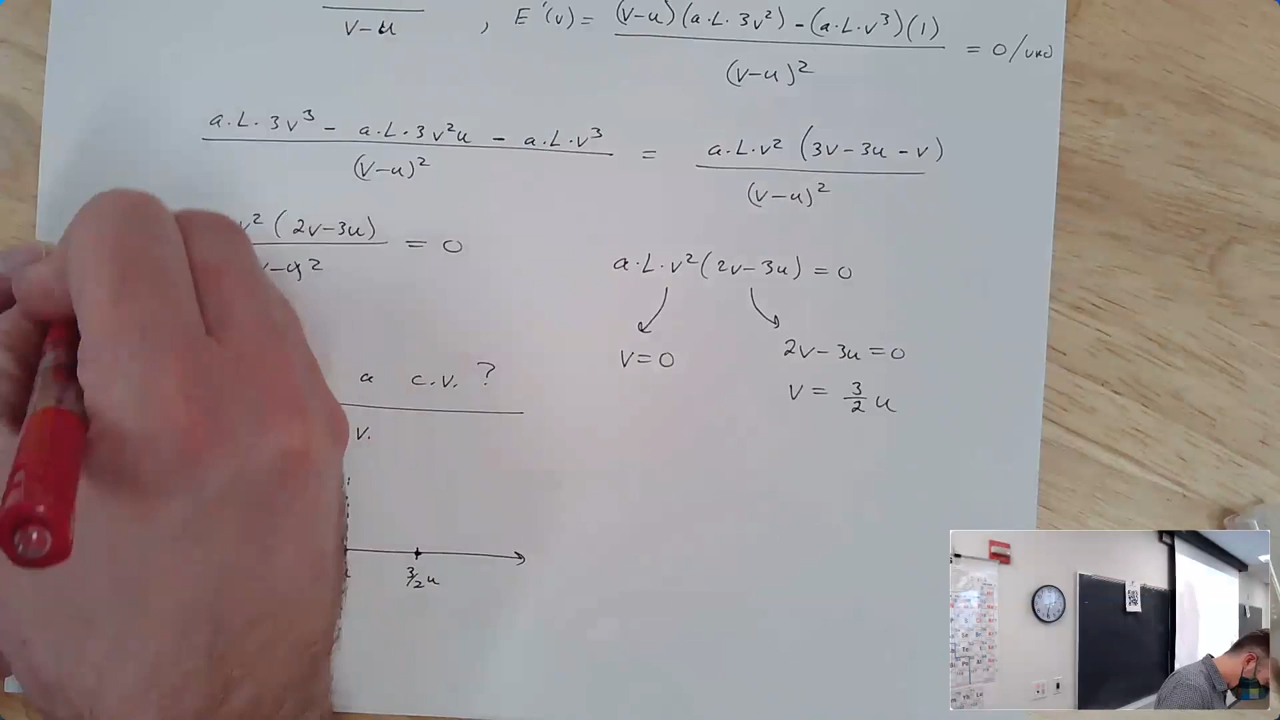 v-u , E'(v) = (v-u)(a.L.3v²) - (a.L.v³)(1) / (v-u)² = 0/und
a.L.3v³ - a.L.3v²u - a.L.v³ / (v-u)² = a.L.v² (3v-3u-v) / (v-u)²
v² (2v-3u) / v-u)² = 0
a.L.v²(2v-3u) = 0
v=0
2v-3u=0
v = 3/2 u
a c.v. ?
v.
3/2u